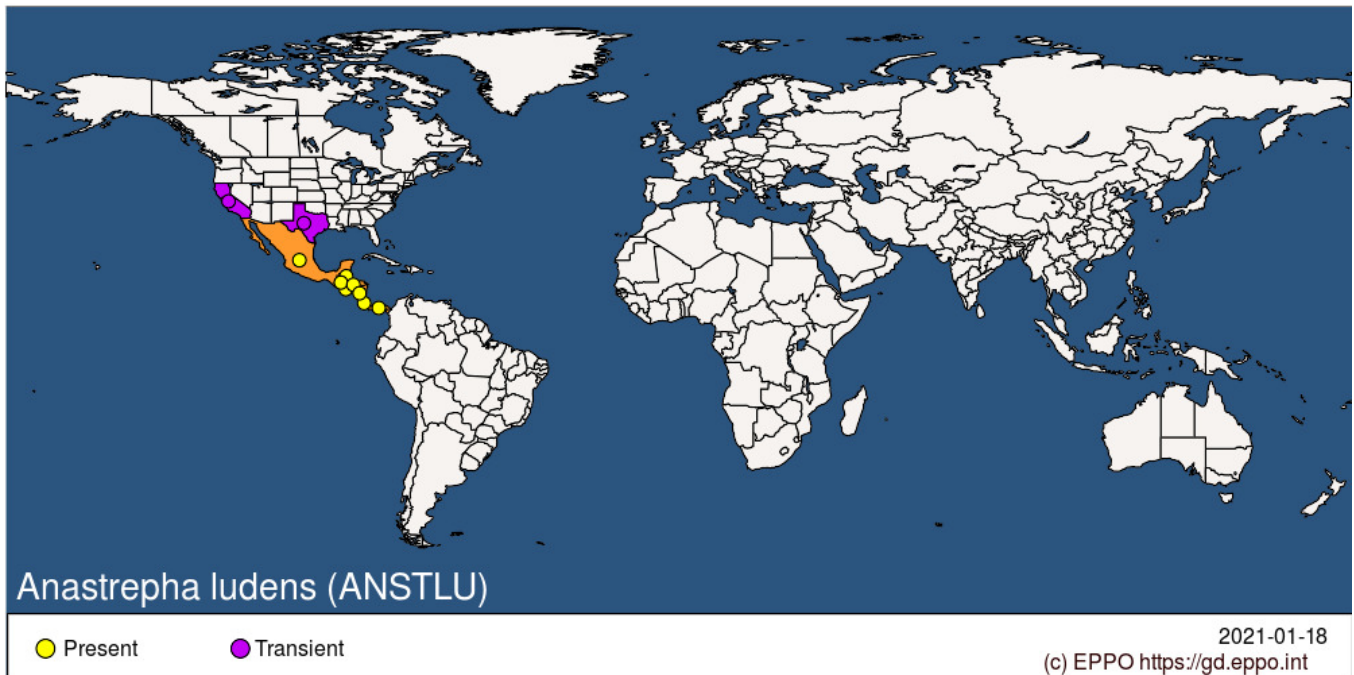 Anastrepha ludens (ANSTLU)
Present
Transient
2021-01-18
(c) EPPO https://gd.eppo.int